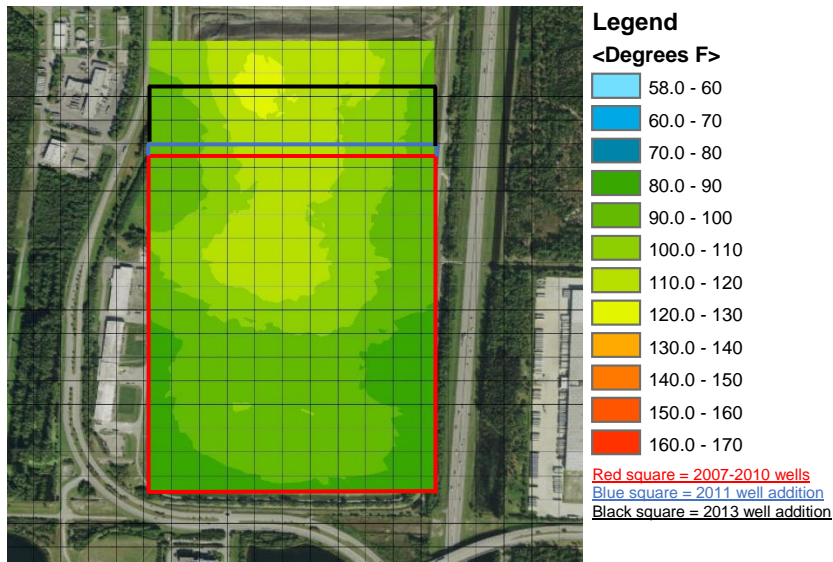 Legend
<Degrees F>
58.0 - 60
60.0 - 70
70.0 - 80
80.0 - 90
90.0 - 100
100.0 - 110
110.0 - 120
120.0 - 130
130.0 - 140
140.0 - 150
150.0 - 160
160.0 - 170
Red square = 2007-2010 wells
Blue square = 2011 well addition
Black square = 2013 well addition